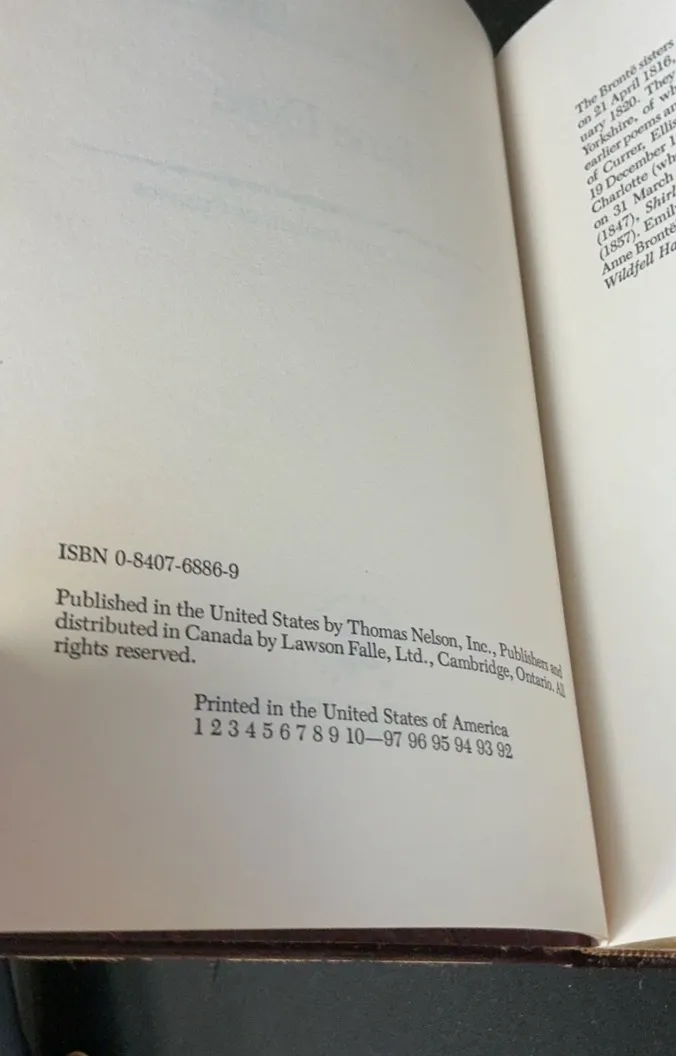 ISBN 0-8407-6886-9
Published in the United States by Thomas Nelson, Inc., Publishers and
distributed in Canada by Lawson Falle, Ltd., Cambridge, Ontario. All
rights reserved.
Printed in the United States of America
1 2 3 4 5 6 7 8 9 10—97 96 95 94 93 92
The Brontë sisters
on 21 April 1816,
uary 1820. They
Yorkshire, of wh
earlier poems an
of Currer, Ellis
19 December 1
Charlotte (wh
on 31 March
(1847), Shirl
(1857). Emil
Anne Brontë
Wildfell Ha